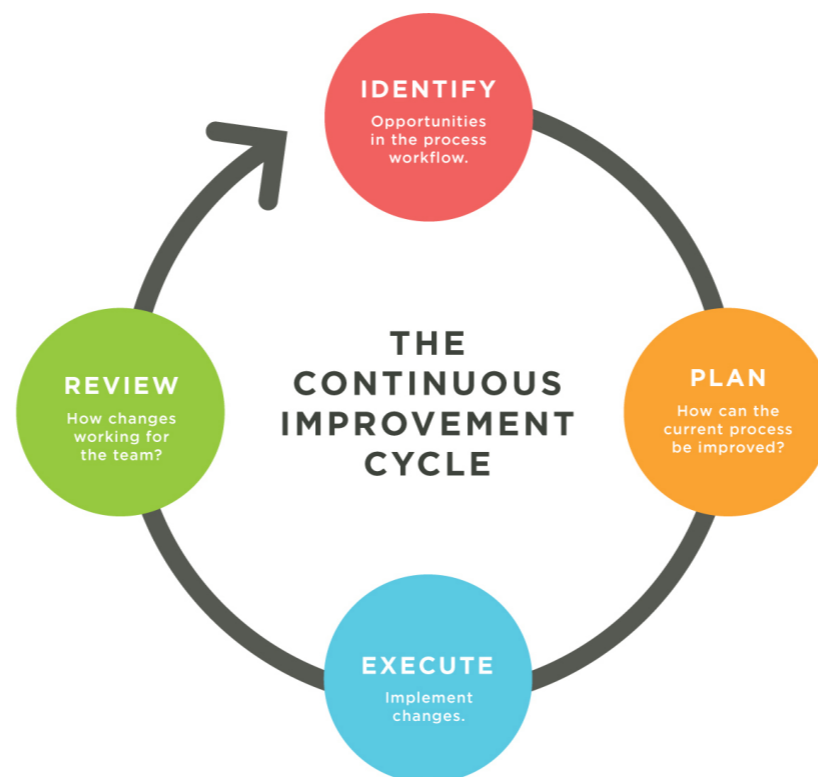 IDENTIFY
Opportunities
in the process
workflow.
PLAN
How can the
current process
be improved?
EXECUTE
Implement
changes.
REVIEW
How changes
working for
the team?
THE
CONTINUOUS
IMPROVEMENT
CYCLE